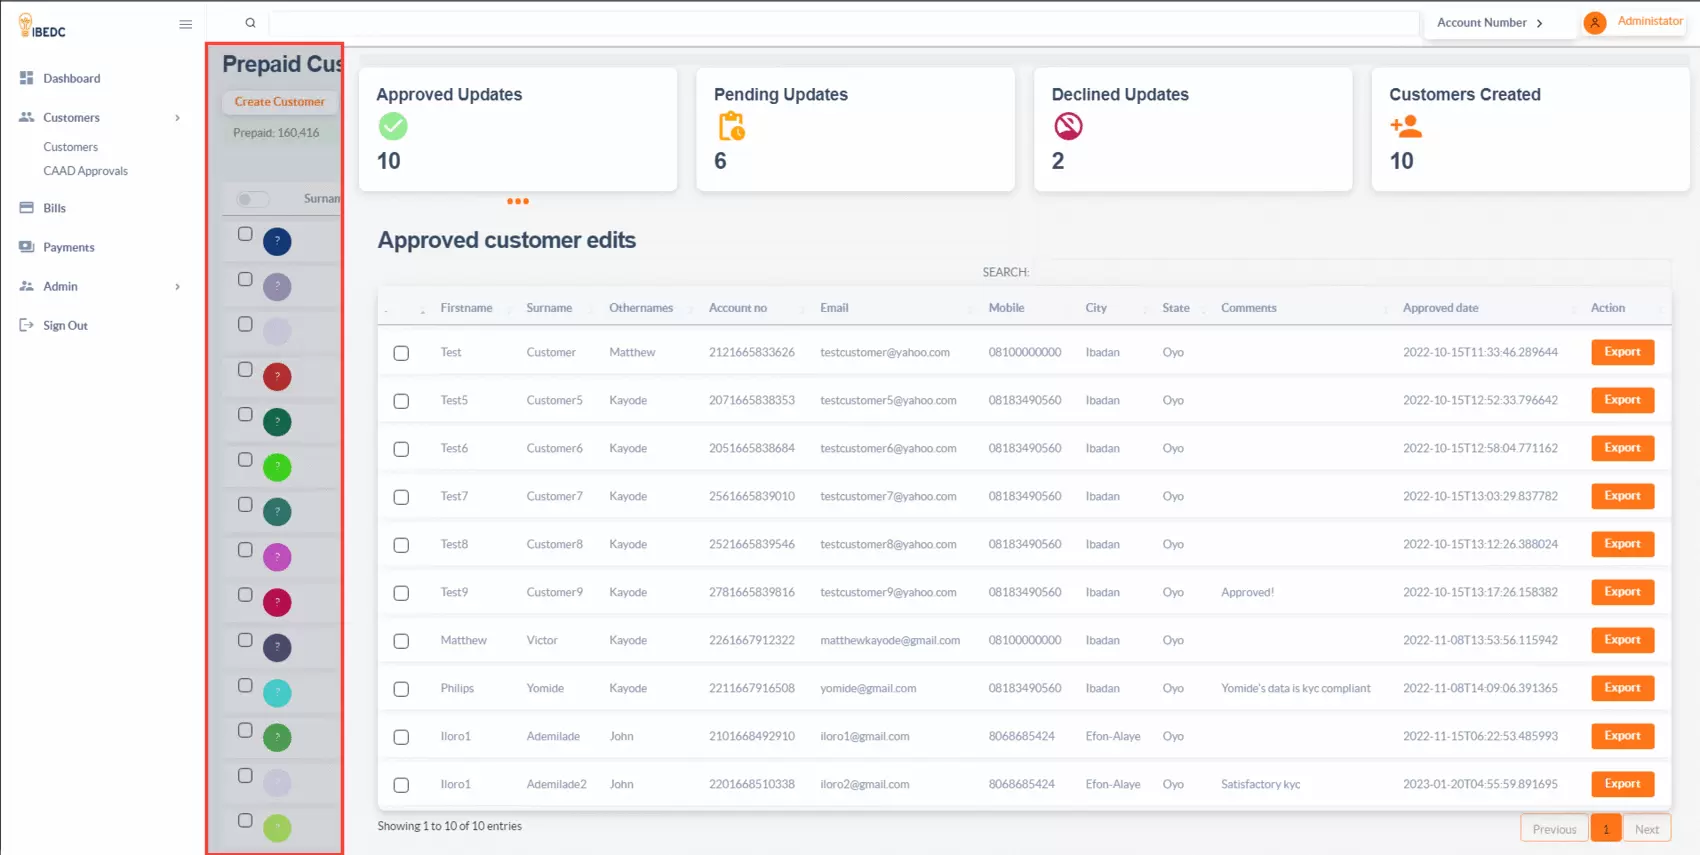 IBEDC
Account Number
Administator
Dashboard
Customers
Customers
CAAD Approvals
Bills
Payments
Admin
Sign Out
Prepaid Cus
Create Customer
Prepaid: 160,416
Surnam
?
?
?
?
?
?
?
?
?
?
?
?
Approved Updates
10
Pending Updates
6
Declined Updates
2
Customers Created
10
Approved customer edits
SEARCH:
Firstname Surname Othernames Account no Email Mobile City State Comments Approved date Action
Test Customer Matthew 2121665833626 testcustomer@yahoo.com 08100000000 Ibadan Oyo 2022-10-15T11:33:46.289644 Export
Test5 Customer5 Kayode 2071665838353 testcustomer5@yahoo.com 08183490560 Ibadan Oyo 2022-10-15T12:52:33.796642 Export
Test6 Customer6 Kayode 2051665838684 testcustomer6@yahoo.com 08183490560 Ibadan Oyo 2022-10-15T12:58:04.771162 Export
Test7 Customer7 Kayode 2561665839010 testcustomer7@yahoo.com 08183490560 Ibadan Oyo 2022-10-15T13:03:29.837782 Export
Test8 Customer8 Kayode 2521665839546 testcustomer8@yahoo.com 08183490560 Ibadan Oyo 2022-10-15T13:12:26.388024 Export
Test9 Customer9 Kayode 2781665839816 testcustomer9@yahoo.com 08183490560 Ibadan Oyo Approved! 2022-10-15T13:17:26.158382 Export
Matthew Victor Kayode 2261667912322 matthewkayode@gmail.com 08100000000 Ibadan Oyo 2022-11-08T13:53:56.115942 Export
Philips Yomide Kayode 2211667916508 yomide@gmail.com 08183490560 Ibadan Oyo Yomide's data is kyc compliant 2022-11-08T14:09:06.391365 Export
Iloro1 Ademilade John 2101668492910 iloro1@gmail.com 8068685424 Efon-Alaye Oyo 2022-11-15T06:22:53.485993 Export
Iloro1 Ademilade2 John 2201668510338 iloro2@gmail.com 8068685424 Efon-Alaye Oyo Satisfactory kyc 2023-01-20T04:55:59.891695 Export
Showing 1 to 10 of 10 entries
Previous 1 Next